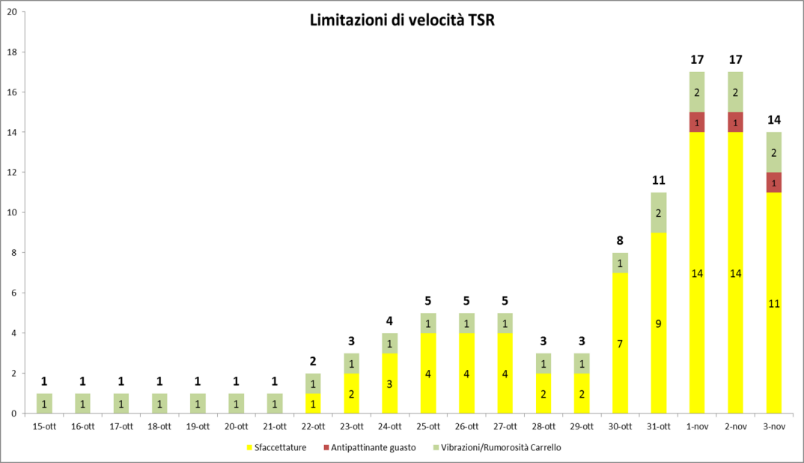 Limitazioni di velocità TSR
20
18
16
14
12
10
8
6
4
2
0
1 1 1 1 1 1 1 2 3 4 5 5 5 3 3 8 11 17 17 14
1 1 1 1 1 1 1 1 1 1 1 1 1 1 1 1 2 2 2 2
1 1 1
1 2 3 4 4 4 2 2 7 9 14 14 11
15-ott 16-ott 17-ott 18-ott 19-ott 20-ott 21-ott 22-ott 23-ott 24-ott 25-ott 26-ott 27-ott 28-ott 29-ott 30-ott 31-ott 1-nov 2-nov 3-nov
Sfaccettature Antipattinante guasto Vibrazioni/Rumorosità Carrello